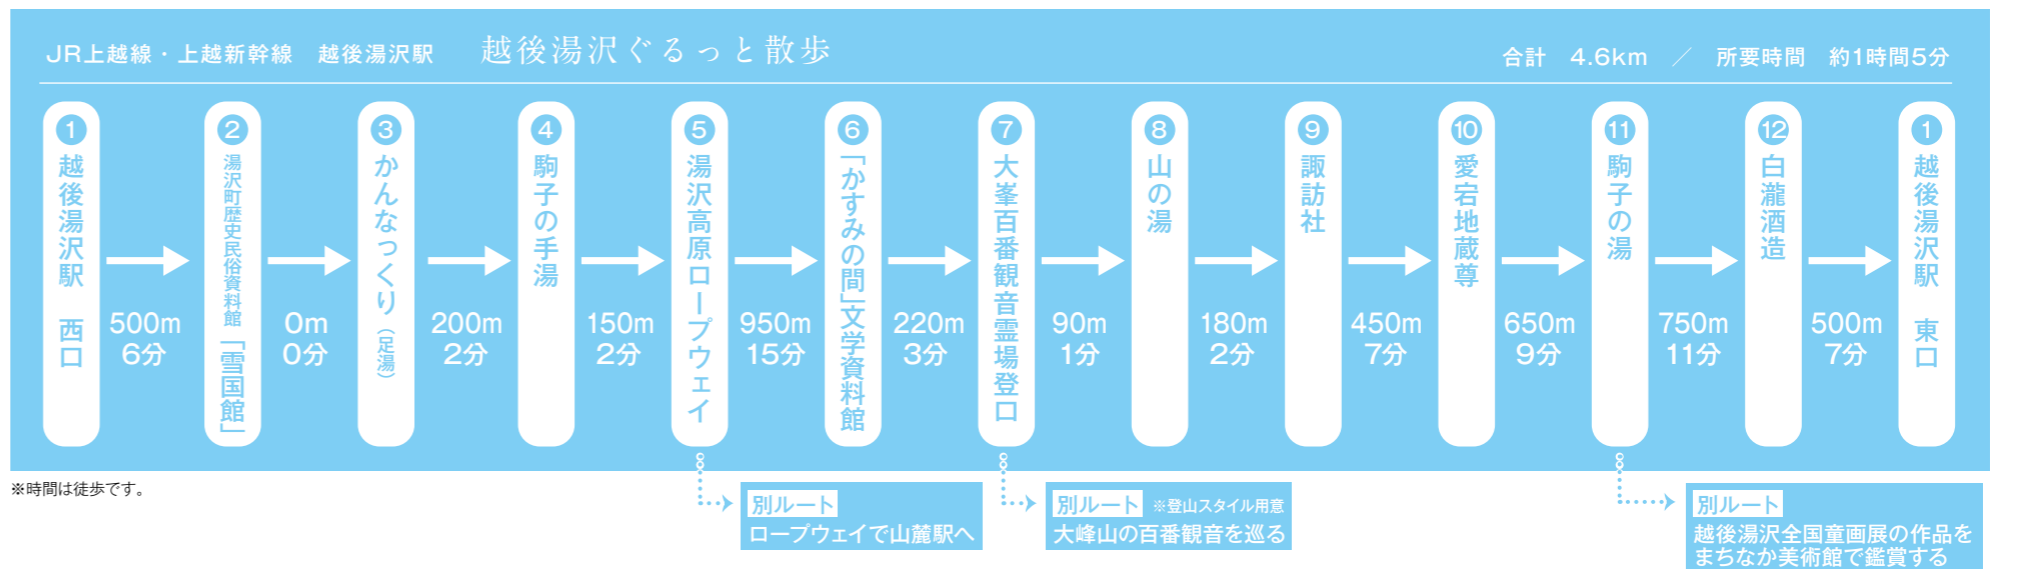 JR上越線・上越新幹線　越後湯沢駅　越後湯沢ぐるっと散歩
合計　4.6km　／　所要時間　約1時間5分
1 越後湯沢駅　西口
500m
6分
2 湯沢町歴史民俗資料館「雪国館」
0m
0分
3 かんなっくり（足湯）
200m
2分
4 駒子の手湯
150m
2分
5 湯沢高原ロープウェイ
950m
15分
6 「かすみの間」文学資料館
220m
3分
7 大峯百番観音霊場登口
90m
1分
8 山の湯
180m
2分
9 諏訪社
450m
7分
10 愛宕地蔵尊
650m
9分
11 駒子の湯
750m
11分
12 白瀧酒造
500m
7分
1 越後湯沢駅　東口
※時間は徒歩です。
別ルート
ロープウェイで山麓駅へ
別ルート ※登山スタイル用意
大峰山の百番観音を巡る
別ルート
越後湯沢全国童画展の作品を
まちなか美術館で鑑賞する